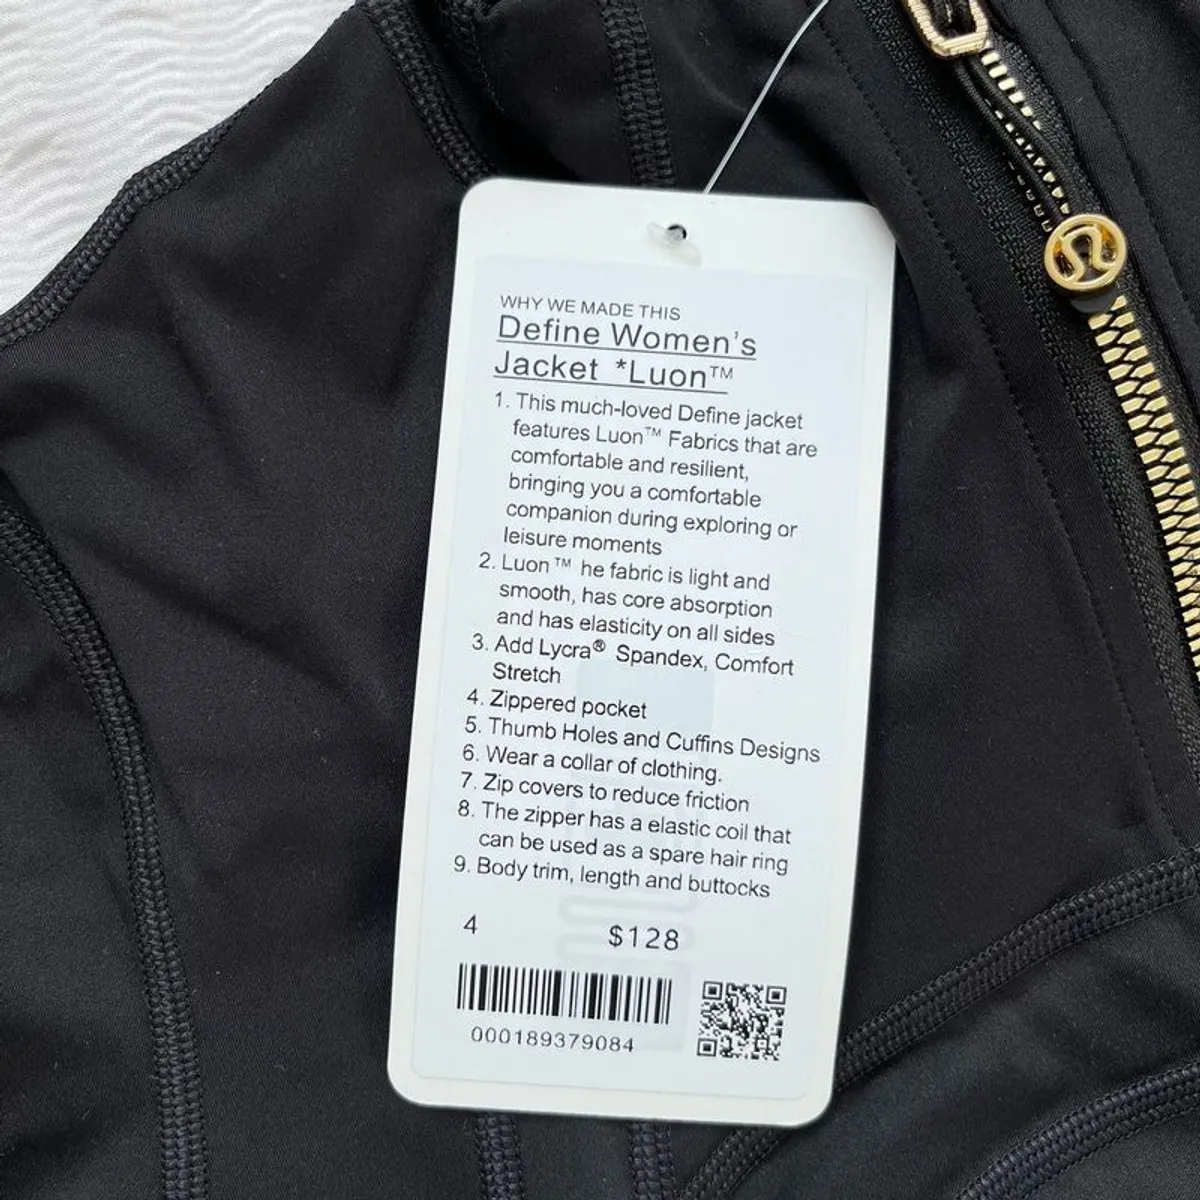 WHY WE MADE THIS
Define Women's
Jacket *Luon™
1. This much-loved Define jacket
features Luon™ Fabrics that are
comfortable and resilient,
bringing you a comfortable
companion during exploring or
leisure moments
2. Luon™ he fabric is light and
smooth, has core absorption
and has elasticity on all sides
3. Add Lycra® Spandex, Comfort
Stretch
4. Zippered pocket
5. Thumb Holes and Cuffins Designs
6. Wear a collar of clothing.
7. Zip covers to reduce friction
8. The zipper has a elastic coil that
can be used as a spare hair ring
9. Body trim, length and buttocks
4 $128
000189379084